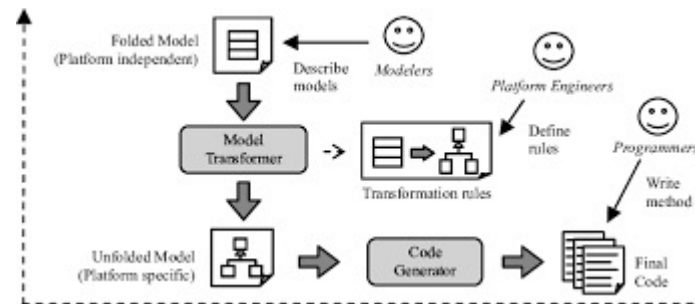 Folded Model
(Platform independent)
Describe
models
Modelers
Platform Engineers
Model
Transformer
Define
rules
Programmers
Transformation rules
Write
method
Unfolded Model
(Platform specific)
Code
Generator
Final
Code